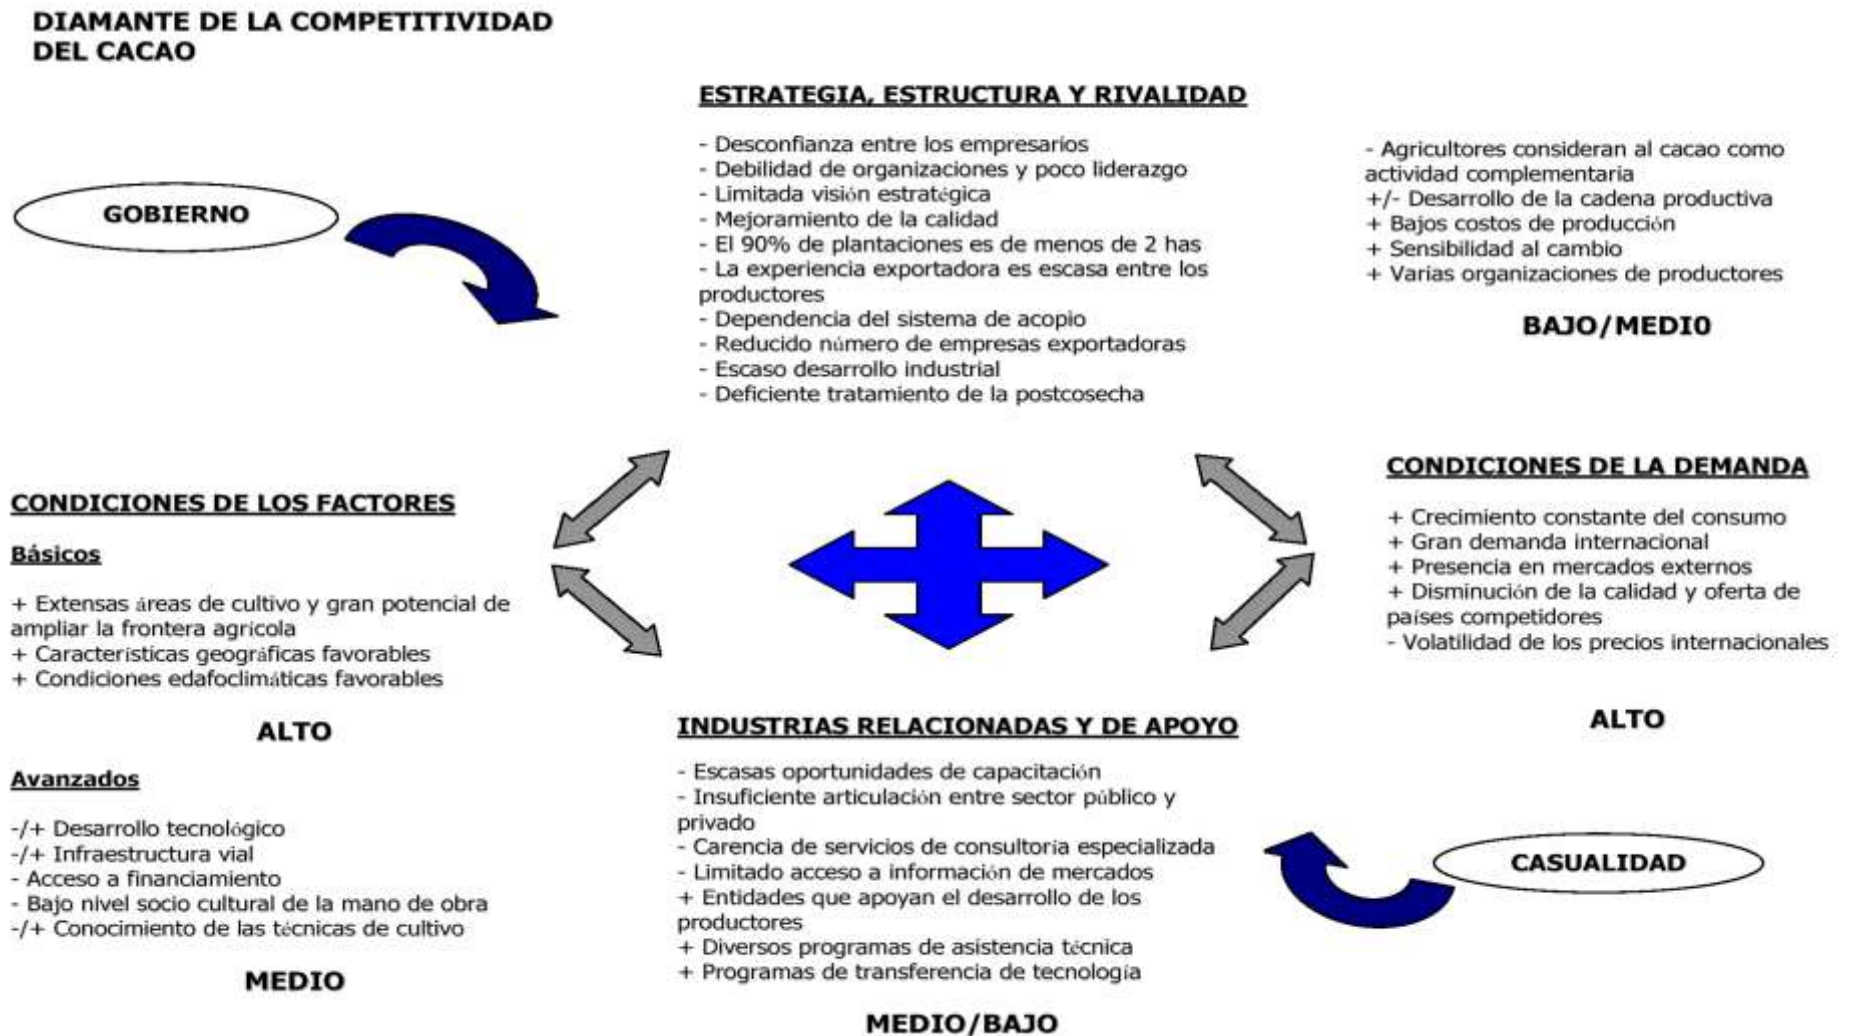 DIAMANTE DE LA COMPETITIVIDAD
DEL CACAO
GOBIERNO
ESTRATEGIA, ESTRUCTURA Y RIVALIDAD
- Desconfianza entre los empresarios
- Debilidad de organizaciones y poco liderazgo
- Limitada visión estratégica
- Mejoramiento de la calidad
- El 90% de plantaciones es de menos de 2 has
- La experiencia exportadora es escasa entre los
productores
- Dependencia del sistema de acopio
- Reducido número de empresas exportadoras
- Escaso desarrollo industrial
- Deficiente tratamiento de la postcosecha
- Agricultores consideran al cacao como
actividad complementaria
+/- Desarrollo de la cadena productiva
+ Bajos costos de producción
+ Sensibilidad al cambio
+ Varias organizaciones de productores
BAJO/MEDI0
CONDICIONES DE LOS FACTORES
Básicos
+ Extensas áreas de cultivo y gran potencial de
ampliar la frontera agrícola
+ Características geográficas favorables
+ Condiciones edafoclimáticas favorables
ALTO
Avanzados
-/+ Desarrollo tecnológico
-/+ Infraestructura vial
- Acceso a financiamiento
- Bajo nivel socio cultural de la mano de obra
-/+ Conocimiento de las técnicas de cultivo
MEDIO
CONDICIONES DE LA DEMANDA
+ Crecimiento constante del consumo
+ Gran demanda internacional
+ Presencia en mercados externos
+ Disminución de la calidad y oferta de
países competidores
- Volatilidad de los precios internacionales
ALTO
INDUSTRIAS RELACIONADAS Y DE APOYO
- Escasas oportunidades de capacitación
- Insuficiente articulación entre sector público y
privado
- Carencia de servicios de consultoría especializada
- Limitado acceso a información de mercados
+ Entidades que apoyan el desarrollo de los
productores
+ Diversos programas de asistencia técnica
+ Programas de transferencia de tecnología
MEDIO/BAJO
CASUALIDAD